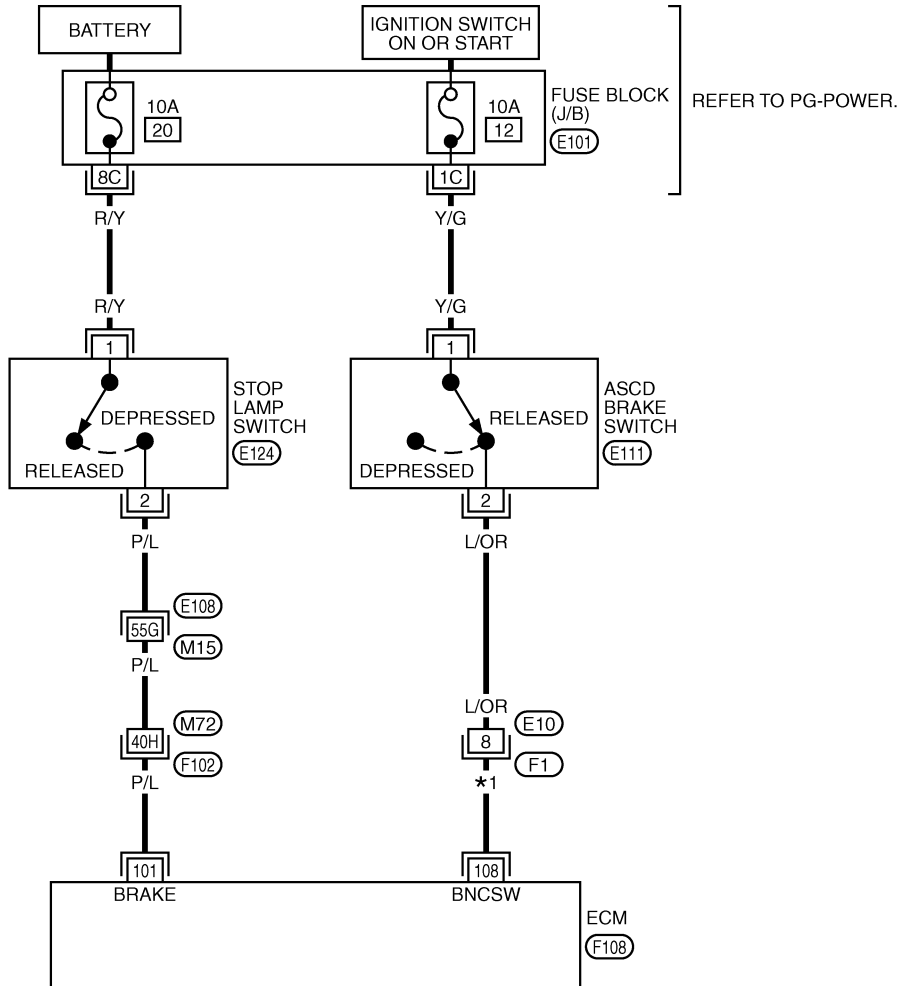 BATTERY
IGNITION SWITCH
ON OR START
10A
20
10A
12
FUSE BLOCK
(J/B)
E101
REFER TO PG-POWER.
8C
1C
R/Y
Y/G
R/Y
Y/G
1
1
STOP
LAMP
SWITCH
E124
DEPRESSED
RELEASED
ASCD
BRAKE
SWITCH
E111
RELEASED
DEPRESSED
2
2
P/L
L/OR
E108
55G
M15
P/L
L/OR
M72
40H
F102
E10
8
F1
P/L
*1
101
108
BRAKE
BNCSW
ECM
F108